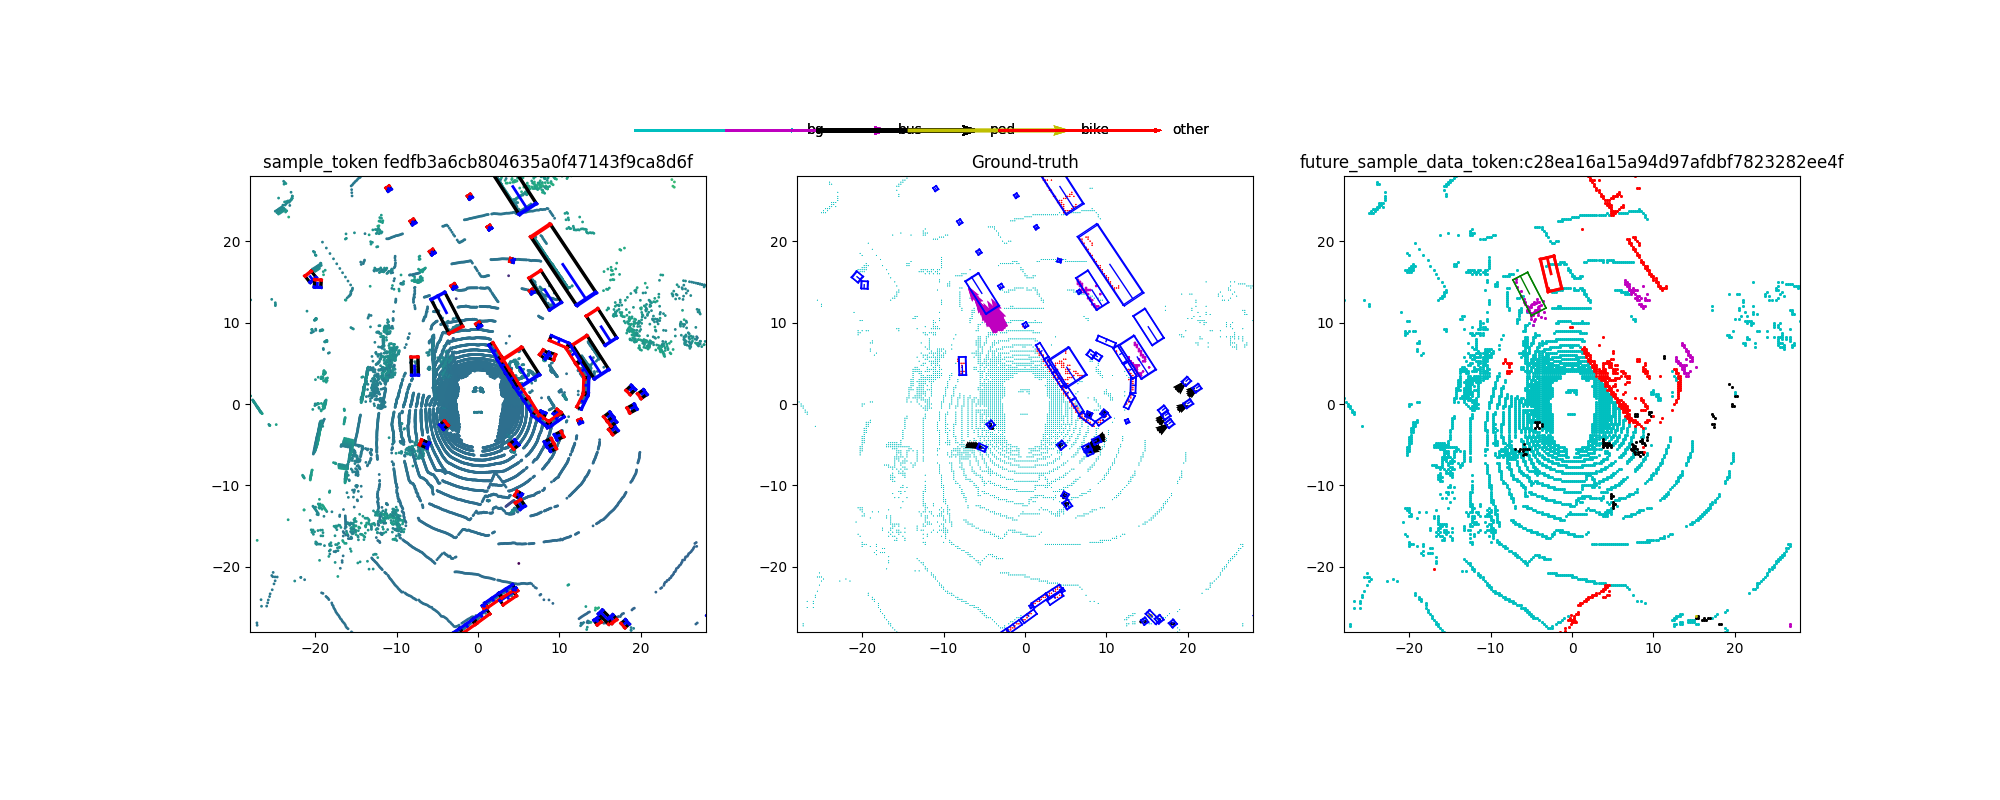 bg bus ped bike other
sample_token fedfb3a6cb804635a0f47143f9ca8d6f
Ground-truth
future_sample_data_token:c28ea16a15a94d97afdbf7823282ee4f
20
10
0
−10
−20
−20 −10 0 10 20
20
10
0
−10
−20
−20 −10 0 10 20
20
10
0
−10
−20
−20 −10 0 10 20